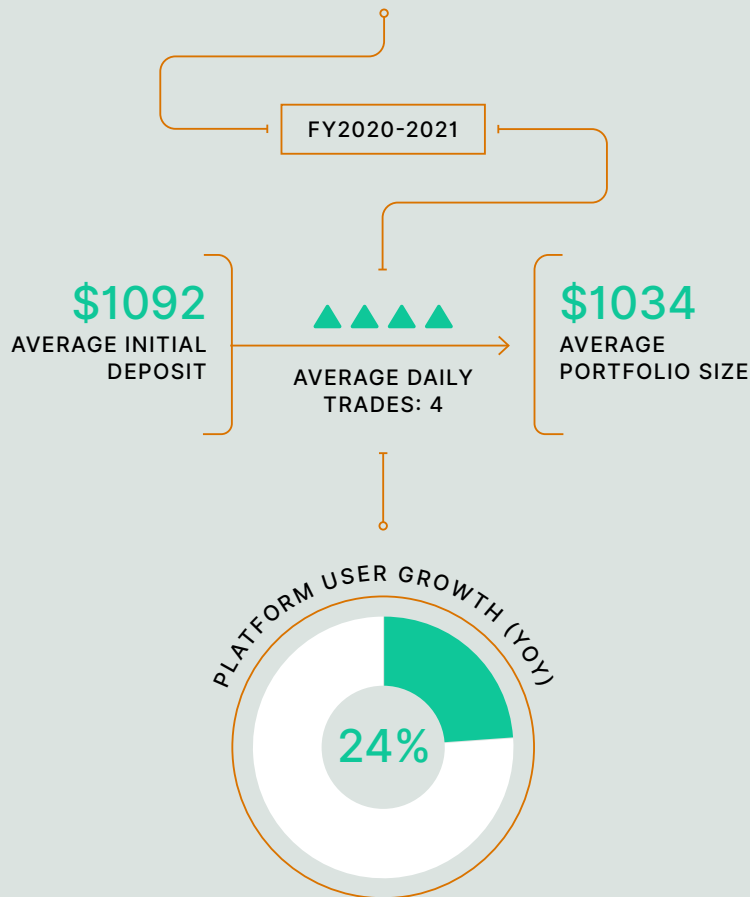 FY2020-2021
$1092
AVERAGE INITIAL
DEPOSIT
AVERAGE DAILY
TRADES: 4
$1034
AVERAGE
PORTFOLIO SIZE
PLATFORM USER GROWTH (YOY)
24%